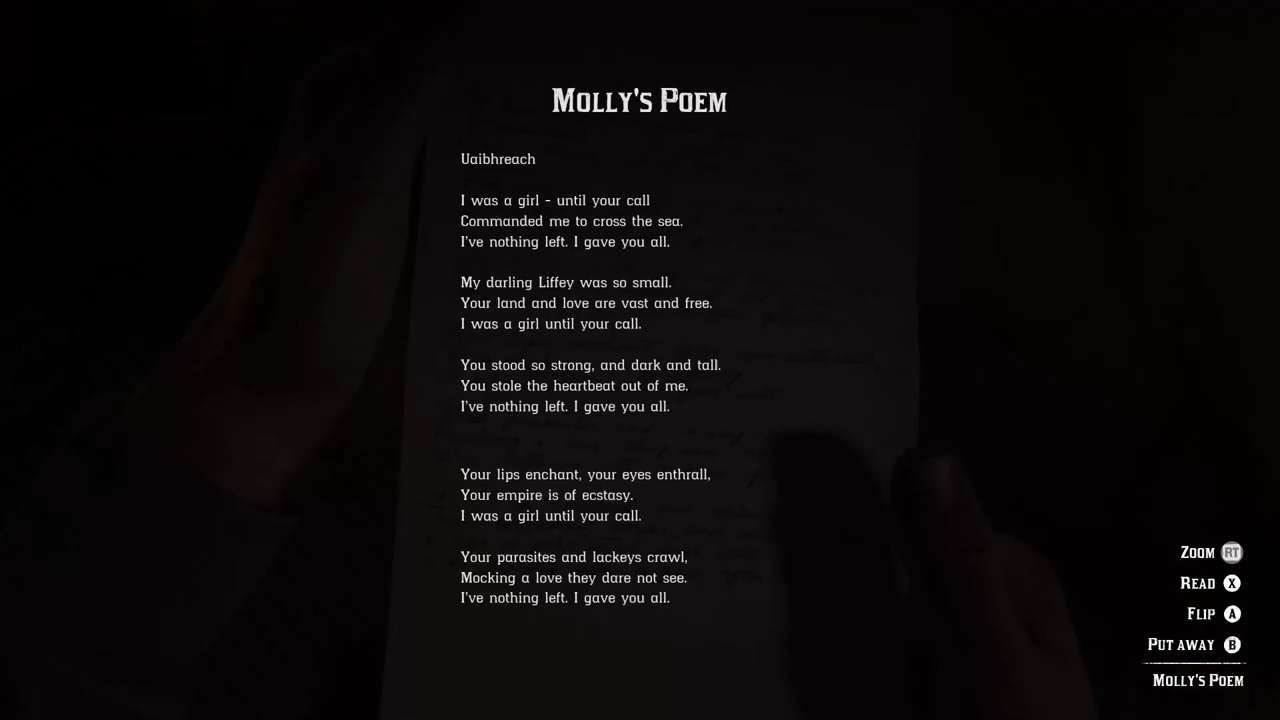 Molly's Poem
Uaibhreach
I was a girl - until your call
Commanded me to cross the sea.
I've nothing left. I gave you all.
My darling Liffey was so small.
Your land and love are vast and free.
I was a girl until your call.
You stood so strong, and dark and tall.
You stole the heartbeat out of me.
I've nothing left. I gave you all.
Your lips enchant, your eyes enthrall,
Your empire is of ecstasy.
I was a girl until your call.
Your parasites and lackeys crawl,
Mocking a love they dare not see.
I've nothing left. I gave you all.
Zoom RT
Read X
Flip A
Put away B
Molly's Poem